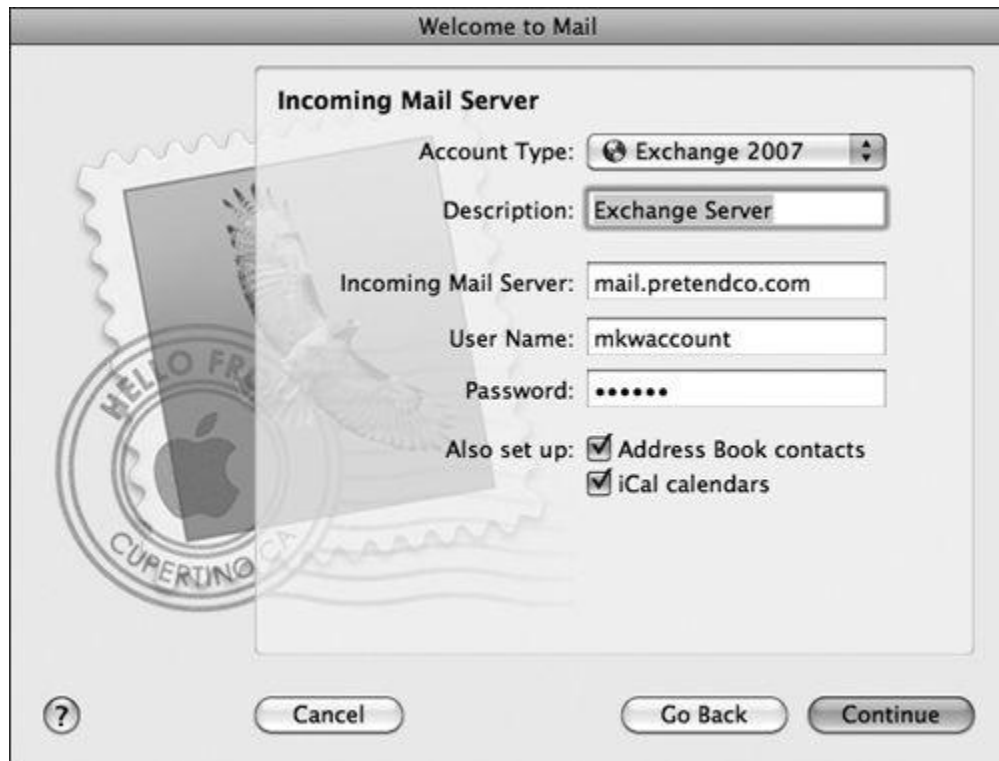 Welcome to Mail
Incoming Mail Server
Account Type: Exchange 2007
Description: Exchange Server
Incoming Mail Server: mail.pretendco.com
User Name: mkwaccount
Password: ••••••
Also set up: Address Book contacts
iCal calendars
HELLO FR
CUPERTINO CA
? Cancel Go Back Continue